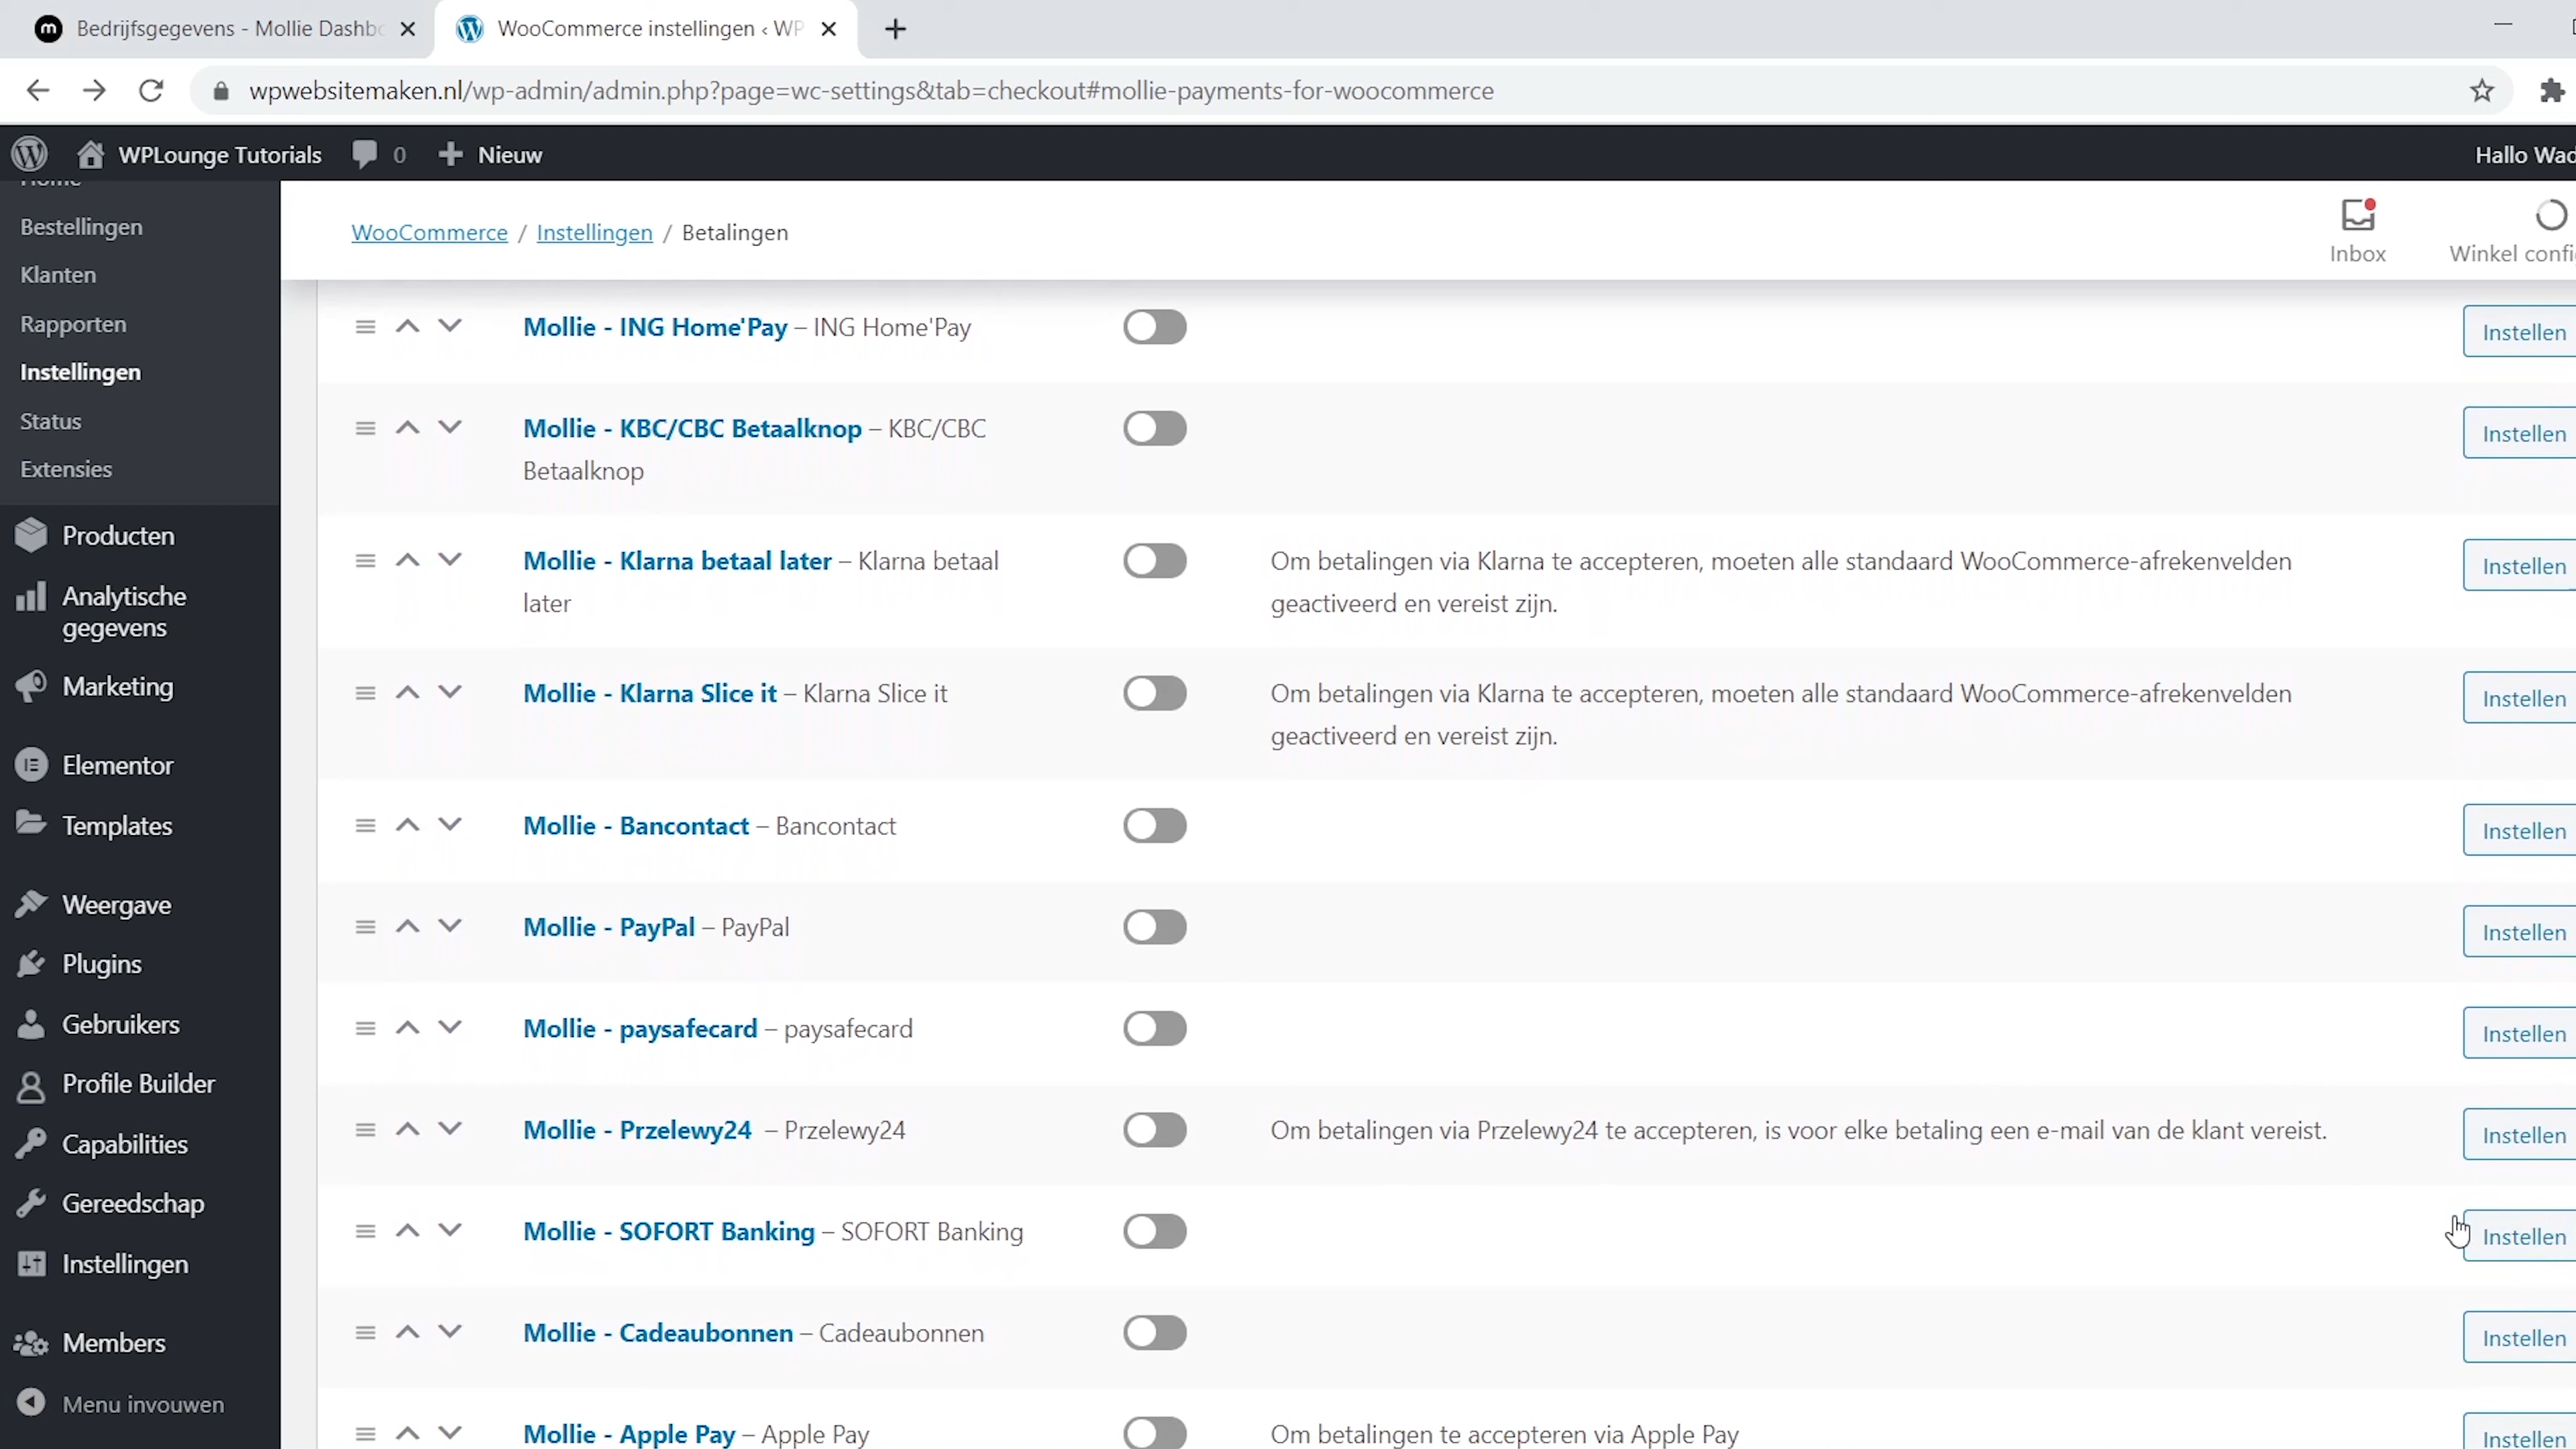 Bedrijfsgegevens - Mollie Dashbo
WooCommerce instellingen ‹ WP
wpwebsitemaken.nl/wp-admin/admin.php?page=wc-settings&tab=checkout#mollie-payments-for-woocommerce
WPLounge Tutorials 0 Nieuw
Hallo Wad
Home
Bestellingen
Klanten
Rapporten
Instellingen
Status
Extensies
Producten
Analytische
gegevens
Marketing
Elementor
Templates
Weergave
Plugins
Gebruikers
Profile Builder
Capabilities
Gereedschap
Instellingen
Members
Menu invouwen
WooCommerce / Instellingen / Betalingen
Inbox
Winkel confi
Mollie - ING Home'Pay – ING Home'Pay
Instellen
Mollie - KBC/CBC Betaalknop – KBC/CBC
Betaalknop
Instellen
Mollie - Klarna betaal later – Klarna betaal
later
Om betalingen via Klarna te accepteren, moeten alle standaard WooCommerce-afrekenvelden
geactiveerd en vereist zijn.
Instellen
Mollie - Klarna Slice it – Klarna Slice it
Om betalingen via Klarna te accepteren, moeten alle standaard WooCommerce-afrekenvelden
geactiveerd en vereist zijn.
Instellen
Mollie - Bancontact – Bancontact
Instellen
Mollie - PayPal – PayPal
Instellen
Mollie - paysafecard – paysafecard
Instellen
Mollie - Przelewy24 – Przelewy24
Om betalingen via Przelewy24 te accepteren, is voor elke betaling een e-mail van de klant vereist.
Instellen
Mollie - SOFORT Banking – SOFORT Banking
Instellen
Mollie - Cadeaubonnen – Cadeaubonnen
Instellen
Mollie - Apple Pay – Apple Pay
Om betalingen te accepteren via Apple Pay
Instellen